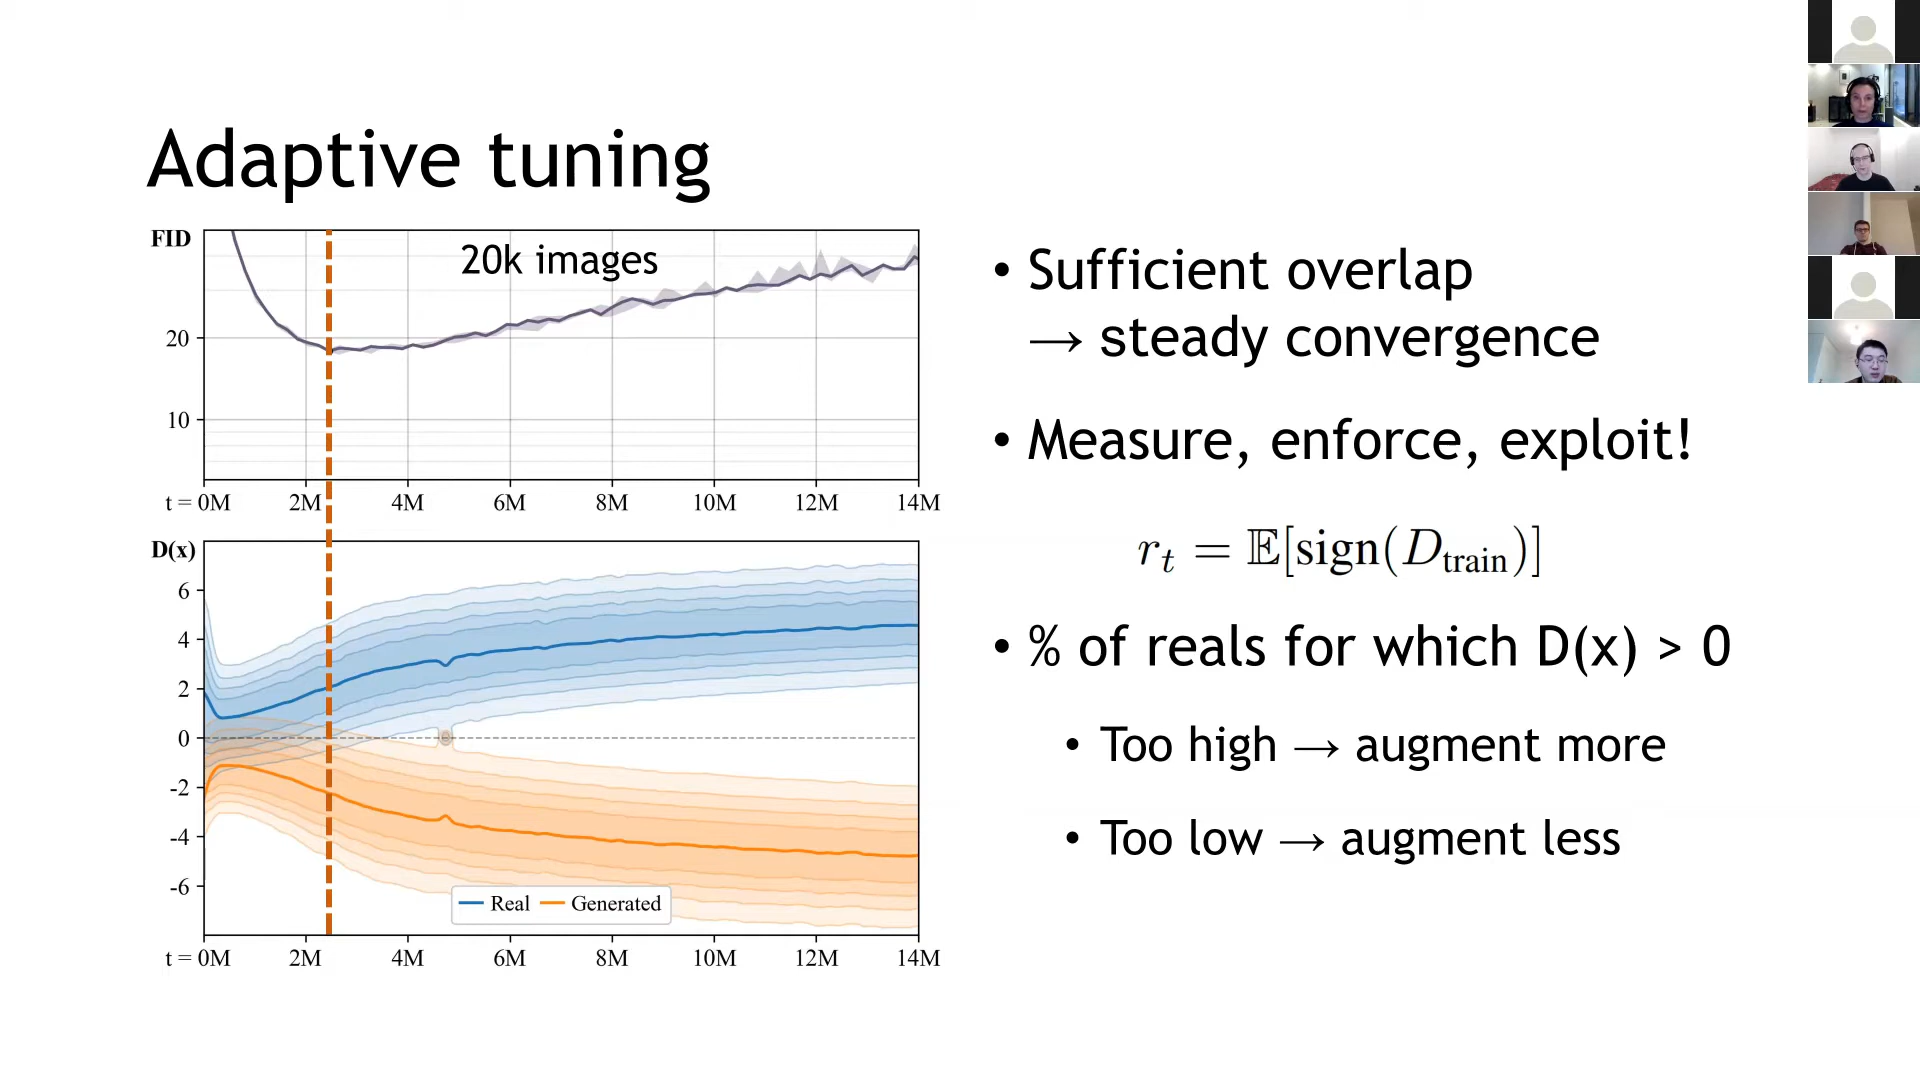 Adaptive tuning
FID
20k images
20
10
t = 0M 2M 4M 6M 8M 10M 12M 14M
D(x)
6
4
2
0
-2
-4
-6
Real Generated
t = 0M 2M 4M 6M 8M 10M 12M 14M
• Sufficient overlap
→ steady convergence
• Measure, enforce, exploit!
r_t = 𝔼[sign(D_train)]
• % of reals for which D(x) > 0
• Too high → augment more
• Too low → augment less